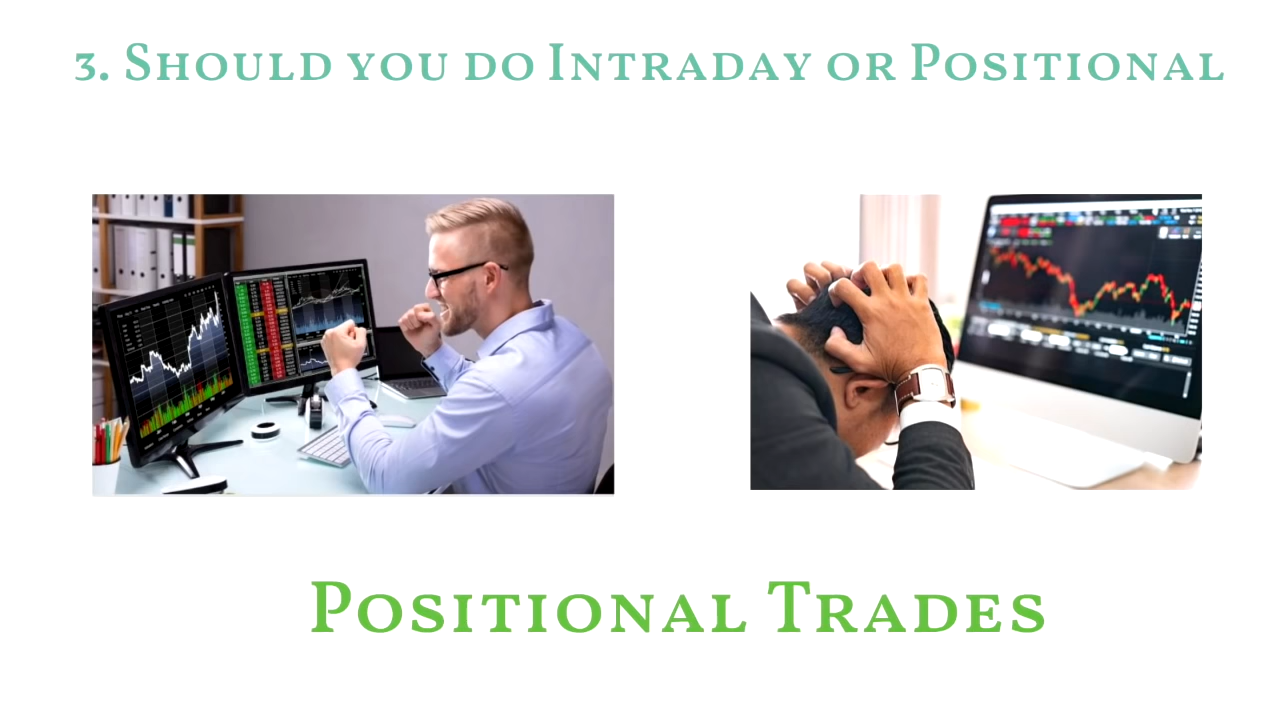 3. Should you do Intraday or Positional
Positional Trades